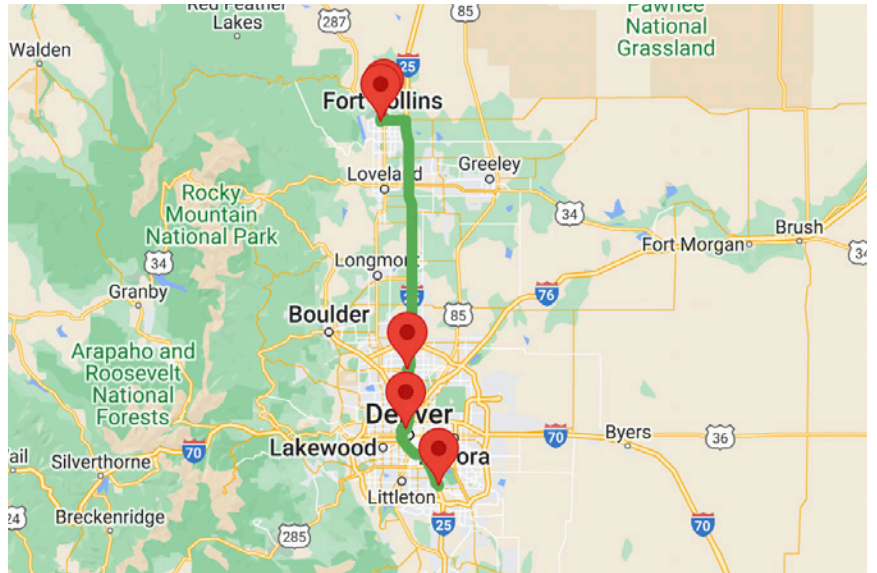 Red Feather
Lakes
287
85
Pawnee
National
Grassland
Walden
25
Fort Collins
Greeley
Loveland
Rocky
Mountain
National Park
34
Brush
Fort Morgan
34
34
Longmont
Granby
25
76
85
Boulder
Arapaho and
Roosevelt
National
Forests
Denver
Byers
36
70
Lakewood
70
ail
Silverthorne
Littleton
24
Breckenridge
285
25
70